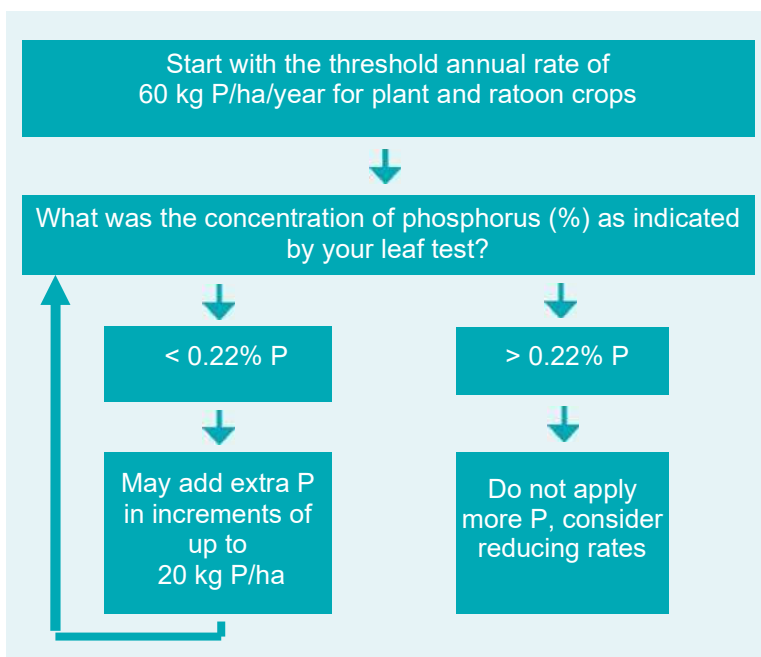 Start with the threshold annual rate of
60 kg P/ha/year for plant and ratoon crops
What was the concentration of phosphorus (%) as indicated
by your leaf test?
< 0.22% P
> 0.22% P
May add extra P
in increments of
up to
20 kg P/ha
Do not apply
more P, consider
reducing rates